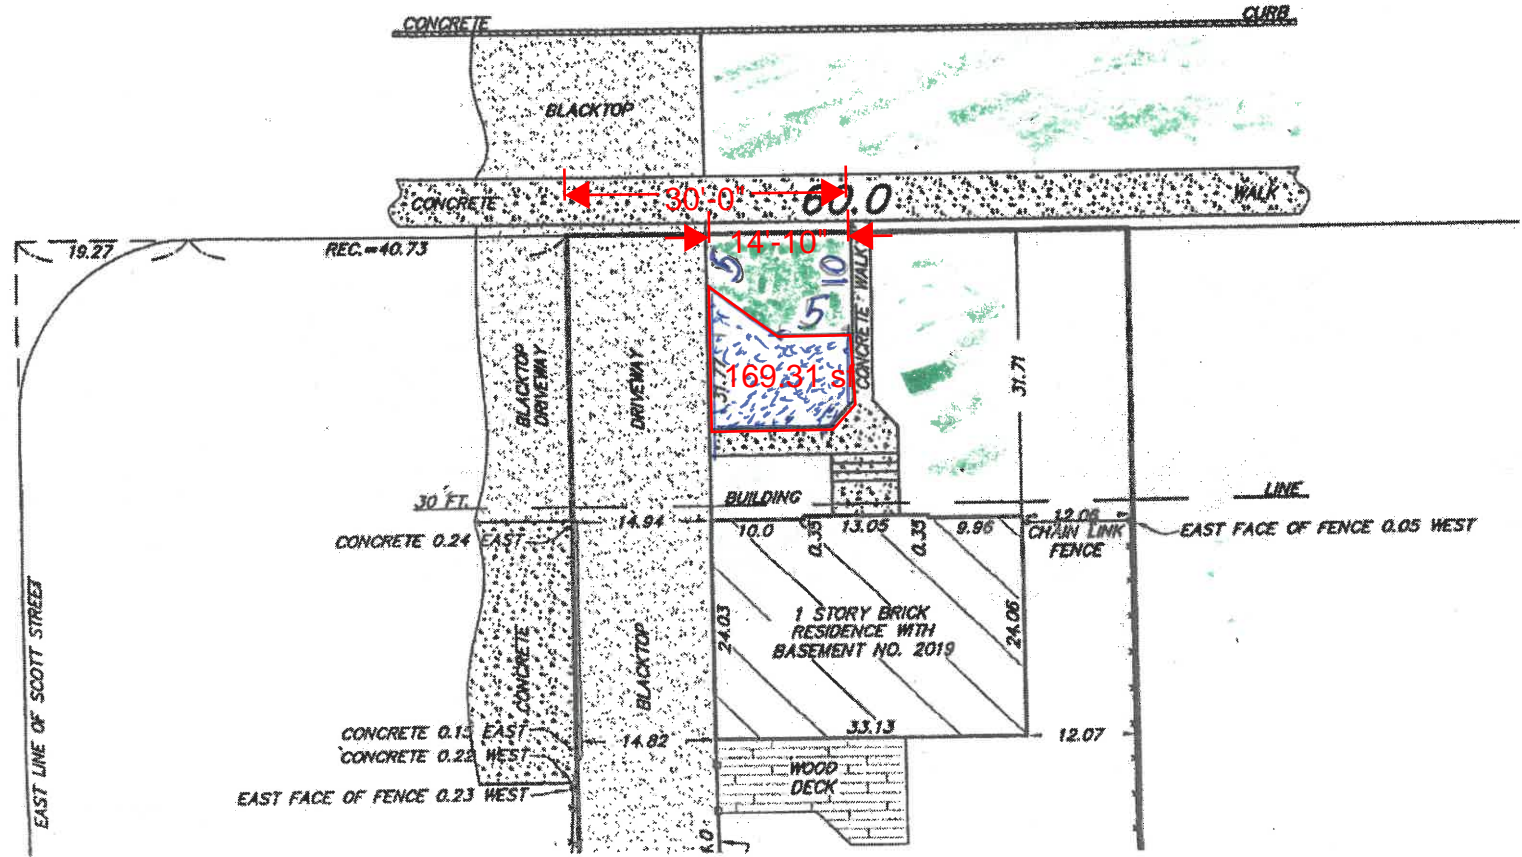 CONCRETE
CURB
BLACKTOP
CONCRETE
30'-0"
60.0
WALK
19.27
REC.=40.73
14'-10"
5
10
5
CONCRETE WALK
BLACKTOP
DRIVEWAY
DRIVEWAY
31.77
169.31 sf
31.71
30 FT.
BUILDING
LINE
14.94
10.0
0.35
13.05
0.35
9.96
12.06
CHAIN LINK
FENCE
EAST FACE OF FENCE 0.05 WEST
CONCRETE 0.24 EAST
EAST LINE OF SCOTT STREET
CONCRETE
BLACKTOP
24.03
1 STORY BRICK
RESIDENCE WITH
BASEMENT NO. 2019
24.06
CONCRETE 0.15 EAST
CONCRETE 0.22 WEST
14.82
33.13
12.07
EAST FACE OF FENCE 0.23 WEST
WOOD
DECK